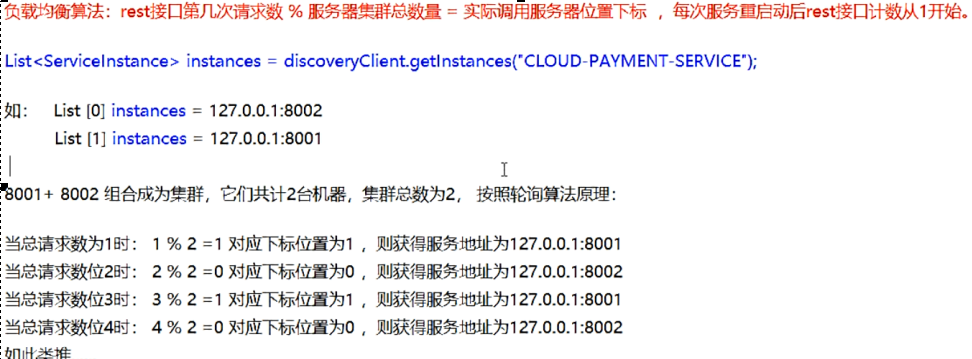 负载均衡算法：rest接口第几次请求数 % 服务器集群总数量 = 实际调用服务器位置下标 ，每次服务重启动后rest接口计数从1开始。
List<ServiceInstance> instances = discoveryClient.getInstances("CLOUD-PAYMENT-SERVICE");
如： List [0] instances = 127.0.0.1:8002
List [1] instances = 127.0.0.1:8001
8001+ 8002 组合成为集群，它们共计2台机器，集群总数为2， 按照轮询算法原理：
当总请求数为1时： 1 % 2 =1 对应下标位置为1 ，则获得服务地址为127.0.0.1:8001
当总请求数位2时： 2 % 2 =0 对应下标位置为0 ，则获得服务地址为127.0.0.1:8002
当总请求数位3时： 3 % 2 =1 对应下标位置为1 ，则获得服务地址为127.0.0.1:8001
当总请求数位4时： 4 % 2 =0 对应下标位置为0 ，则获得服务地址为127.0.0.1:8002
如此类推